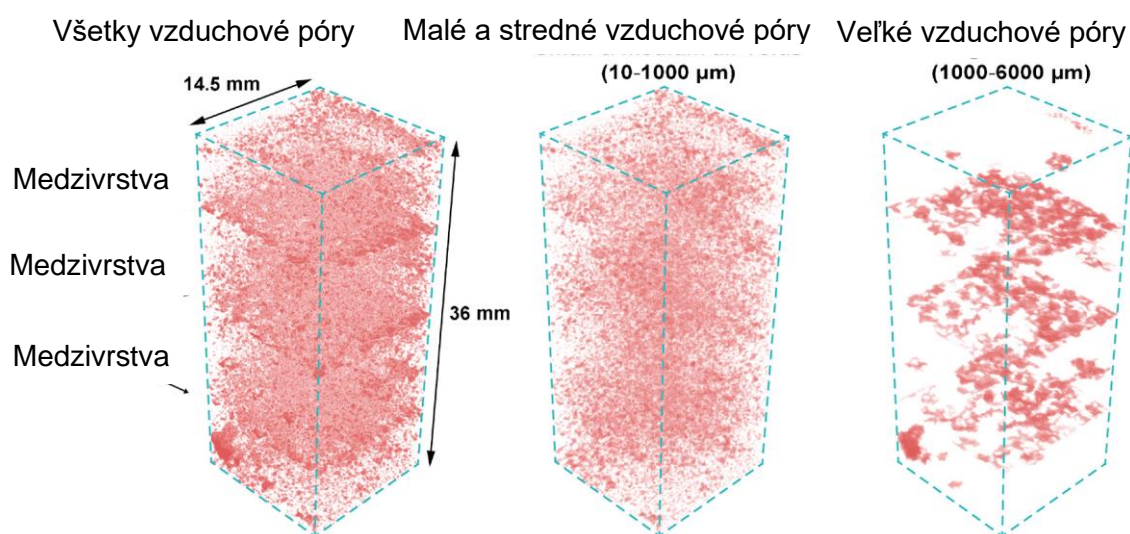 Všetky vzduchové póry
Malé a stredné vzduchové póry
(10-1000 µm)
Veľké vzduchové póry
(1000-6000 µm)
14.5 mm
Medzivrstva
Medzivrstva
36 mm
Medzivrstva